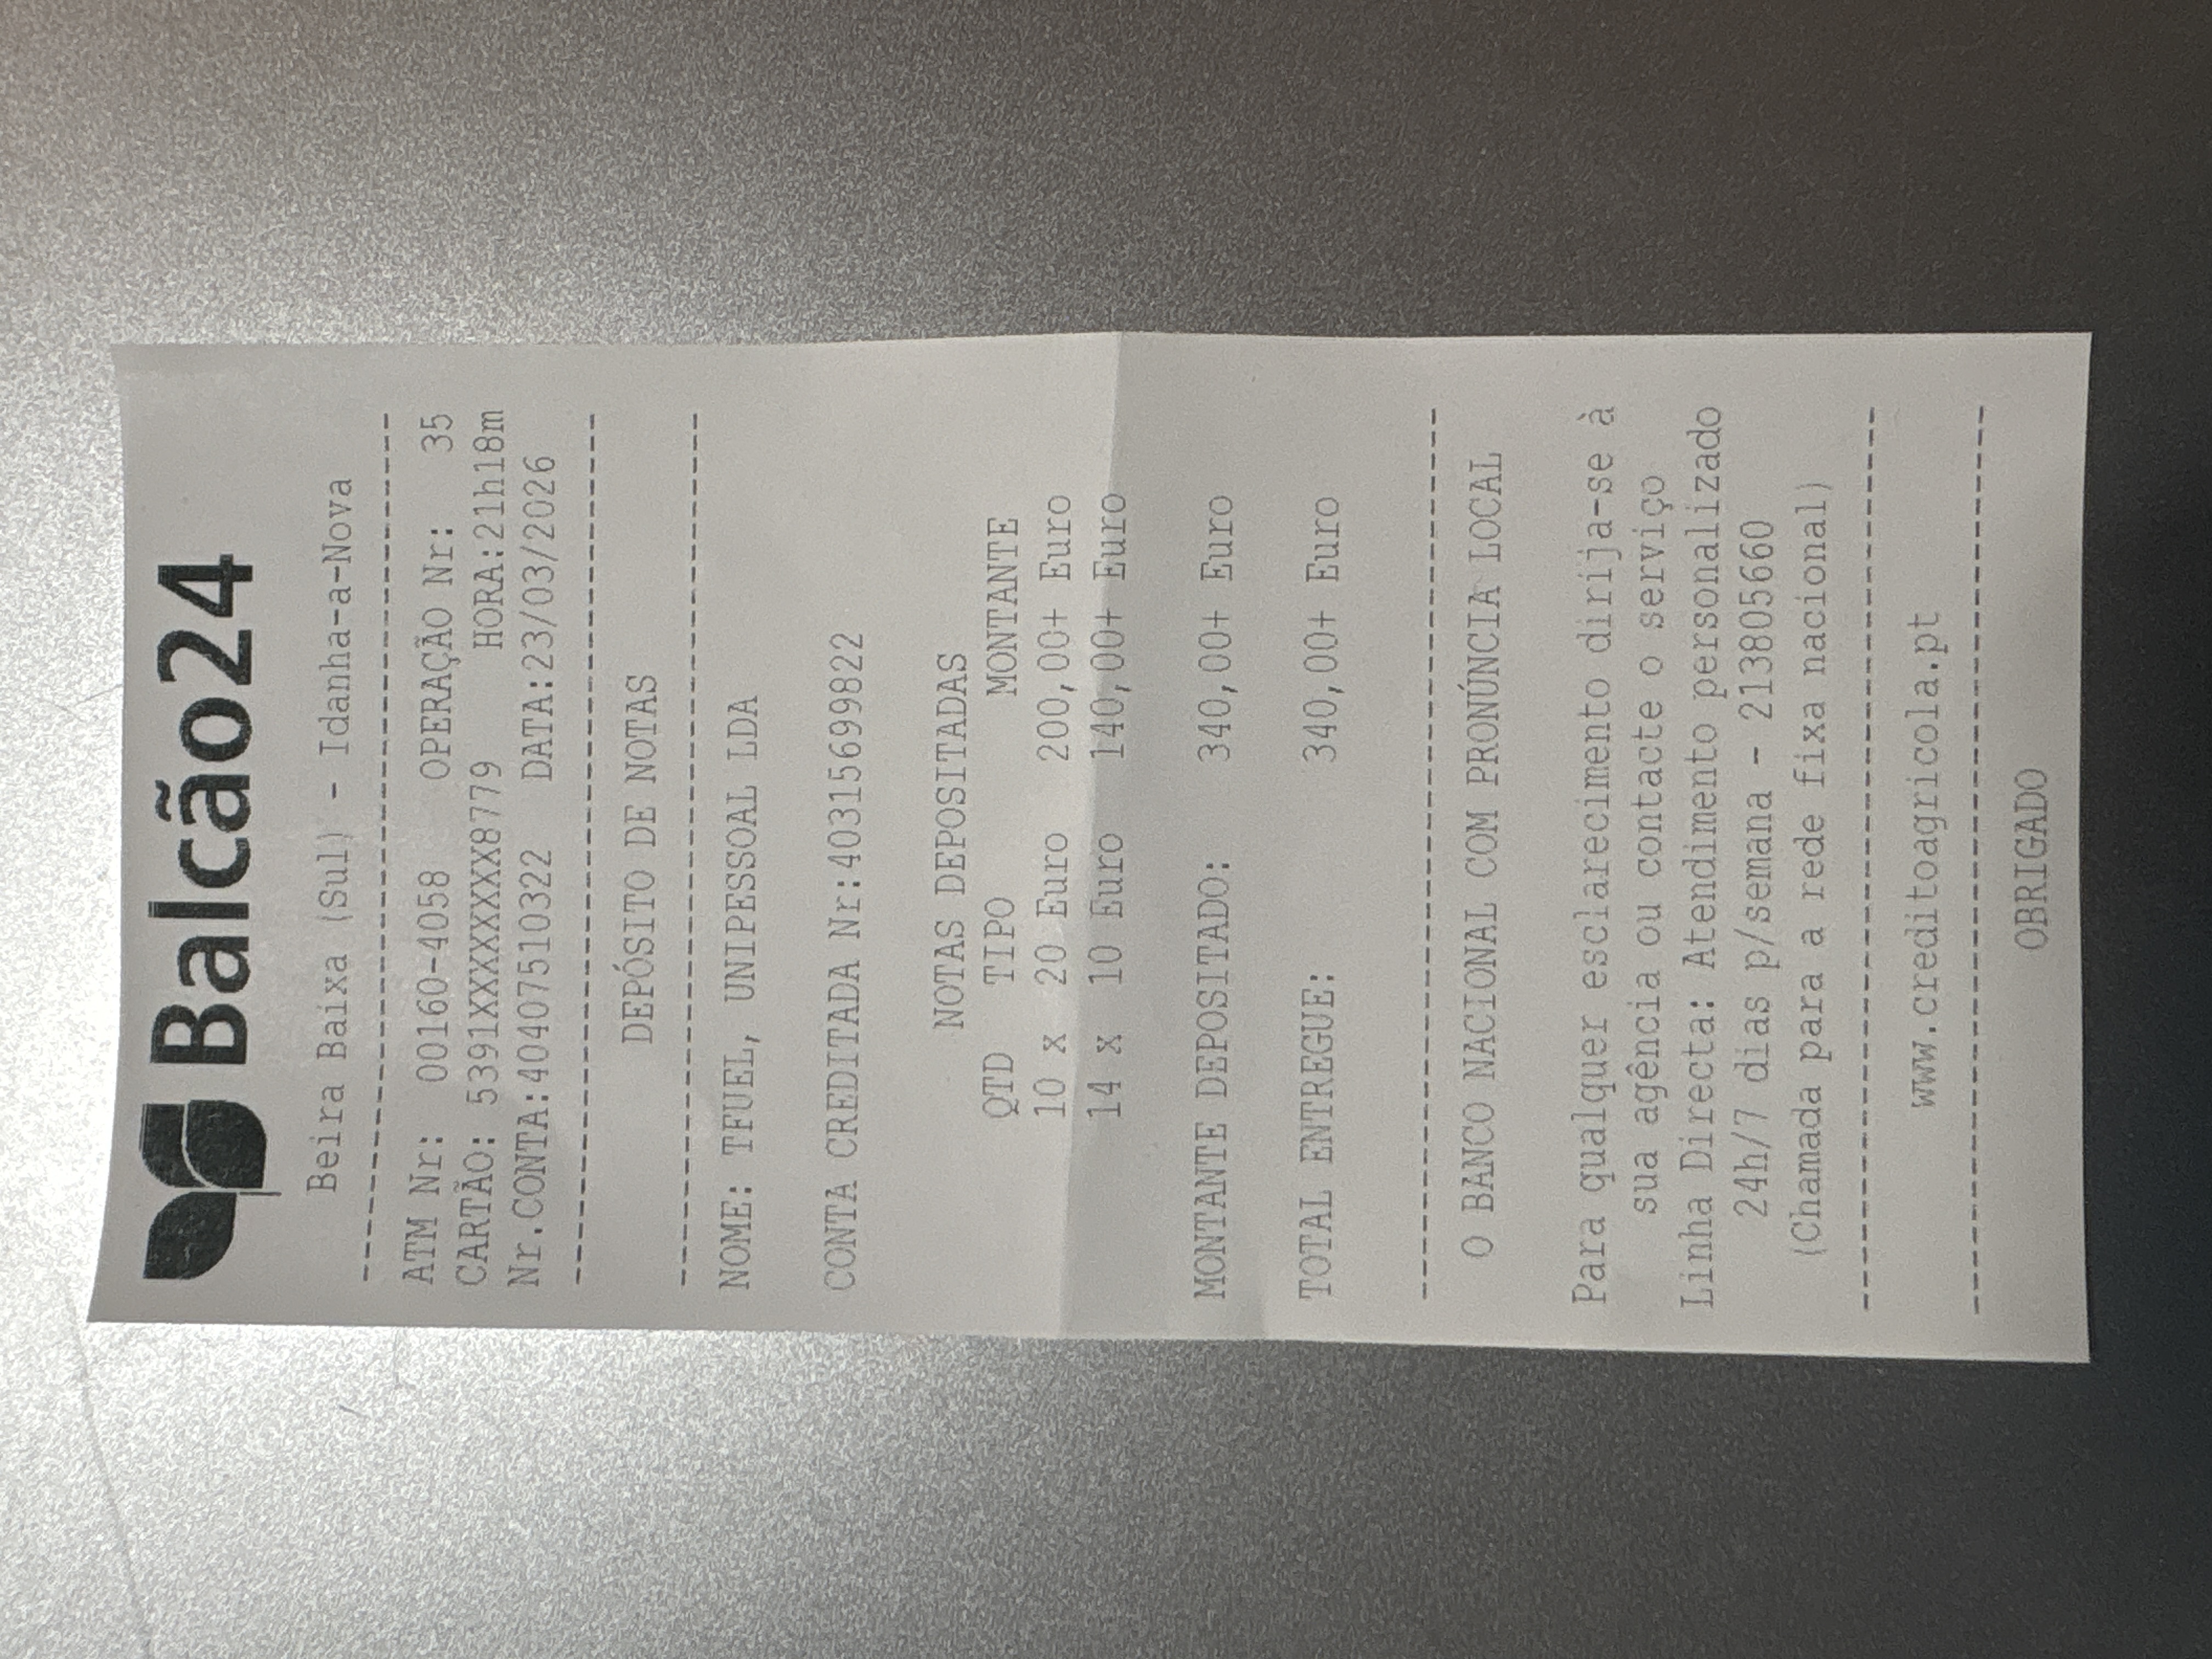 Balcão24
Beira Baixa (Sul) - Idanha-a-Nova
--------------------------------------------
ATM Nr: 00160-4058 OPERAÇÃO Nr: 35
CARTÃO: 5391XXXXXXXX8779 HORA:21h18m
Nr.CONTA:40407510322 DATA:23/03/2026
--------------------------------------------
DEPÓSITO DE NOTAS
--------------------------------------------
NOME: TFUEL, UNIPESSOAL LDA
CONTA CREDITADA Nr:40315699822
NOTAS DEPOSITADAS
QTD TIPO MONTANTE
10 x 20 Euro 200,00+ Euro
14 x 10 Euro 140,00+ Euro
MONTANTE DEPOSITADO: 340,00+ Euro
TOTAL ENTREGUE: 340,00+ Euro
--------------------------------------------
O BANCO NACIONAL COM PRONÚNCIA LOCAL
Para qualquer esclarecimento dirija-se à
sua agência ou contacte o serviço
Linha Directa: Atendimento personalizado
24h/7 dias p/semana - 213805660
(Chamada para a rede fixa nacional)
--------------------------------------------
www.creditoagricola.pt
--------------------------------------------
OBRIGADO